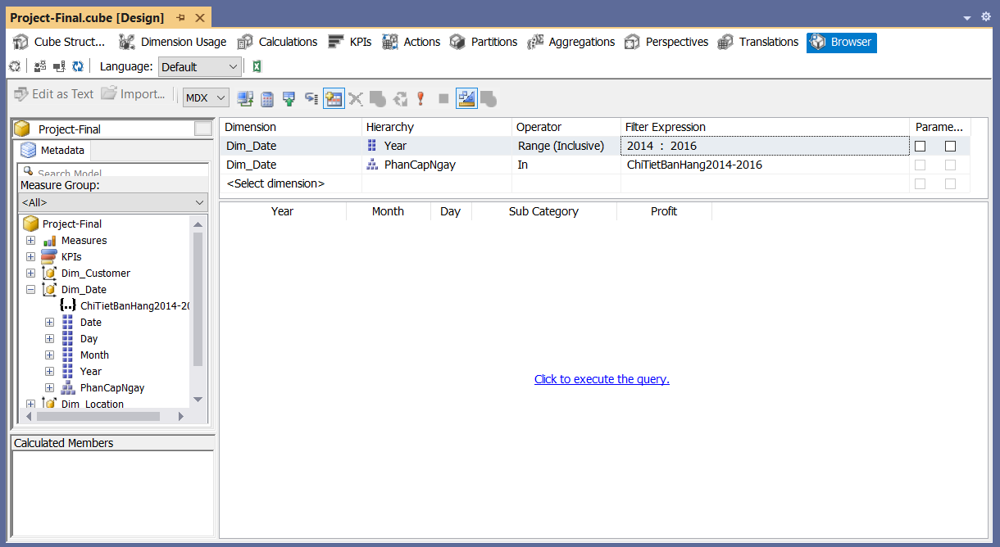 Project-Final.cube [Design]
Cube Struct... Dimension Usage Calculations KPIs Actions Partitions Aggregations Perspectives Translations Browser
Language: Default
Edit as Text Import... MDX
Project-Final
Metadata
Search Model
Measure Group:
<All>
Project-Final
Measures
KPIs
Dim_Customer
Dim_Date
ChiTietBanHang2014-20
Date
Day
Month
Year
PhanCapNgay
Dim_Location
Calculated Members
Dimension Hierarchy Operator Filter Expression Parame...
Dim_Date Year Range (Inclusive) 2014 : 2016
Dim_Date PhanCapNgay In ChiTietBanHang2014-2016
<Select dimension>
Year Month Day Sub Category Profit
Click to execute the query.